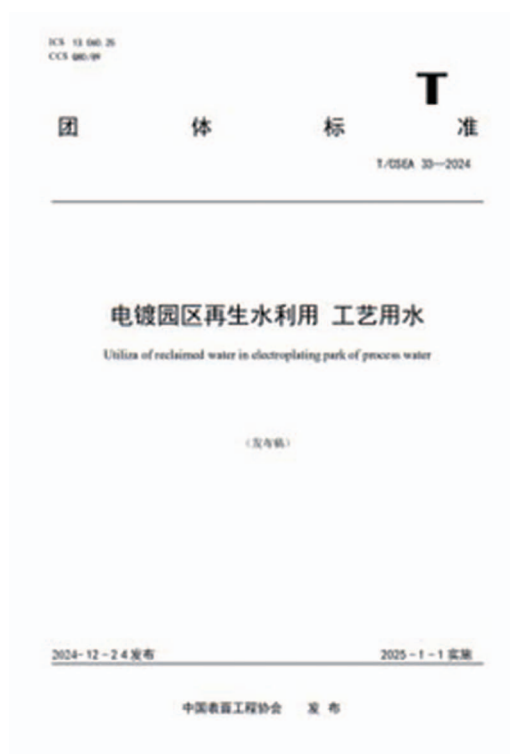 ICS 13.060.25
CCS
T
团 体 标 准
T/CSEA 33—2024
电镀园区再生水利用 工艺用水
Utiliza of reclaimed water in electroplating park of process water
（发布稿）
2024-12-24发布 2025-1-1实施
中国表面工程协会 发 布